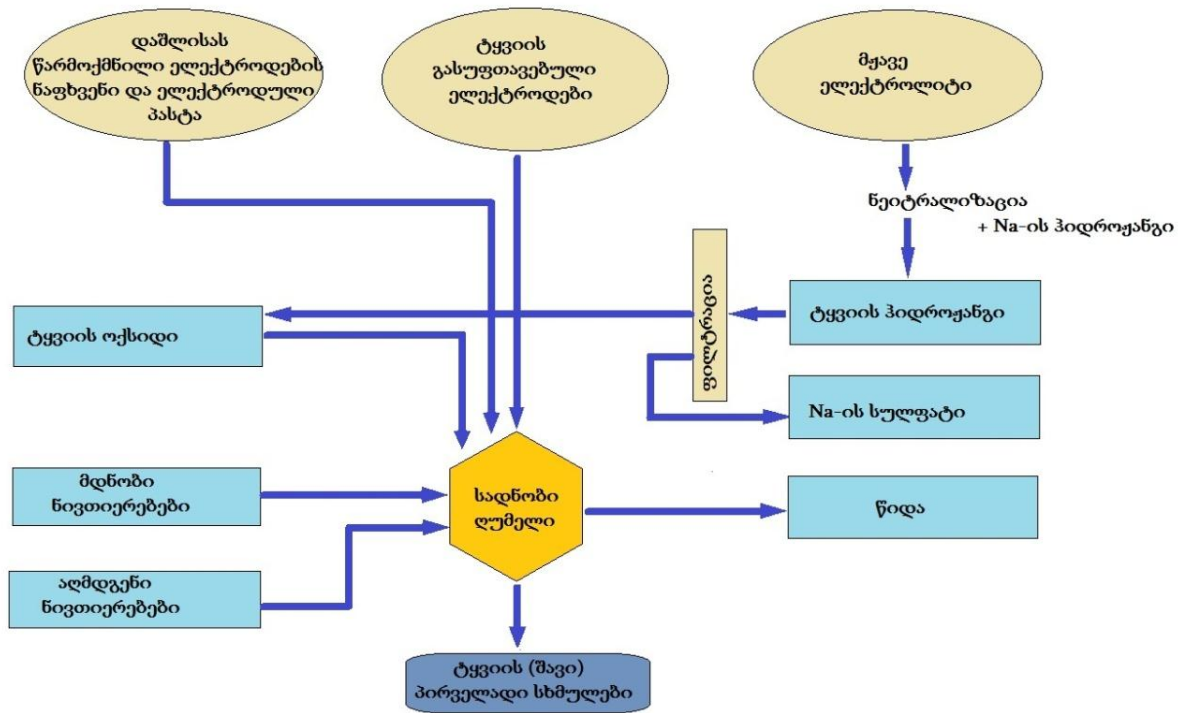 დაშლისას
წარმოქმნილი ელექტროდების
ნაფხვენი და ელექტროდული
პასტა
ტყვიის
გასუფთავებული
ელექტროდები
მჟავე
ელექტროლიტი
ნეიტრალიზაცია
+ Na-ის ჰიდროჟანგი
ფილტრაცია
ტყვიის ჰიდროჟანგი
ტყვიის ოქსიდი
Na-ის სულფატი
მდნობი
ნივთიერებები
სადნობი
ღუმელი
წიდა
აღმდგენი
ნივთიერებები
ტყვიის (შავი)
პირველადი სხმულები